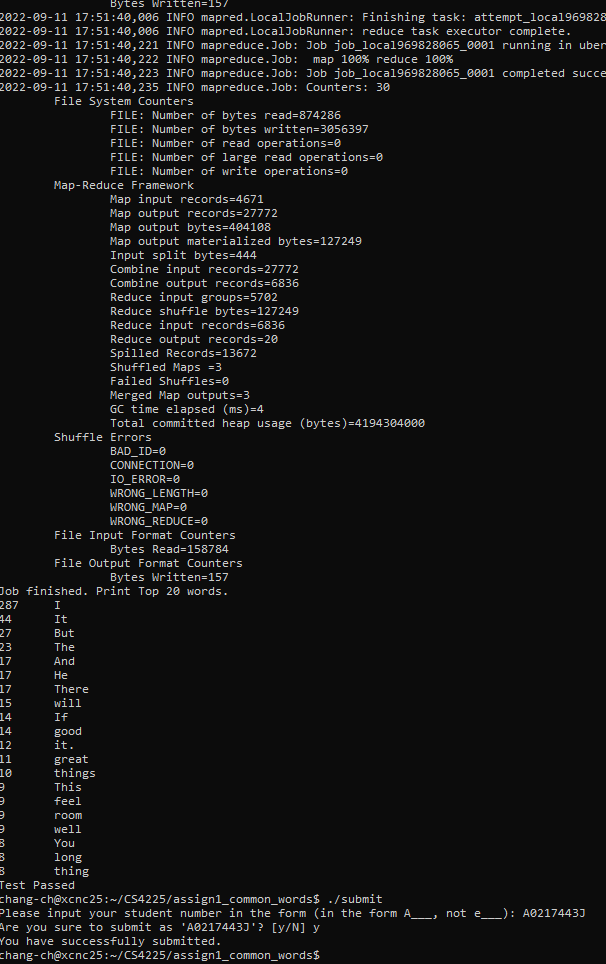 Bytes Written=157
2022-09-11 17:51:40,006 INFO mapred.LocalJobRunner: Finishing task: attempt_local969828
2022-09-11 17:51:40,006 INFO mapred.LocalJobRunner: reduce task executor complete.
2022-09-11 17:51:40,221 INFO mapreduce.Job: Job job_local969828065_0001 running in uber
2022-09-11 17:51:40,222 INFO mapreduce.Job:  map 100% reduce 100%
2022-09-11 17:51:40,223 INFO mapreduce.Job: Job job_local969828065_0001 completed succe
2022-09-11 17:51:40,235 INFO mapreduce.Job: Counters: 30
File System Counters
FILE: Number of bytes read=874286
FILE: Number of bytes written=3056397
FILE: Number of read operations=0
FILE: Number of large read operations=0
FILE: Number of write operations=0
Map-Reduce Framework
Map input records=4671
Map output records=27772
Map output bytes=404108
Map output materialized bytes=127249
Input split bytes=444
Combine input records=27772
Combine output records=6836
Reduce input groups=5702
Reduce shuffle bytes=127249
Reduce input records=6836
Reduce output records=20
Spilled Records=13672
Shuffled Maps =3
Failed Shuffles=0
Merged Map outputs=3
GC time elapsed (ms)=4
Total committed heap usage (bytes)=4194304000
Shuffle Errors
BAD_ID=0
CONNECTION=0
IO_ERROR=0
WRONG_LENGTH=0
WRONG_MAP=0
WRONG_REDUCE=0
File Input Format Counters
Bytes Read=158784
File Output Format Counters
Bytes Written=157
Job finished. Print Top 20 words.
287 I
44 It
27 But
23 The
17 And
17 He
17 There
15 will
14 If
14 good
12 it.
11 great
10 things
9 This
9 feel
9 room
9 well
8 You
8 long
8 thing
Test Passed
chang-ch@xcnc25:~/CS4225/assign1_common_words$ ./submit
Please input your student number in the form (in the form A___, not e___): A0217443J
Are you sure to submit as 'A0217443J'? [y/N] y
You have successfully submitted.
chang-ch@xcnc25:~/CS4225/assign1_common_words$